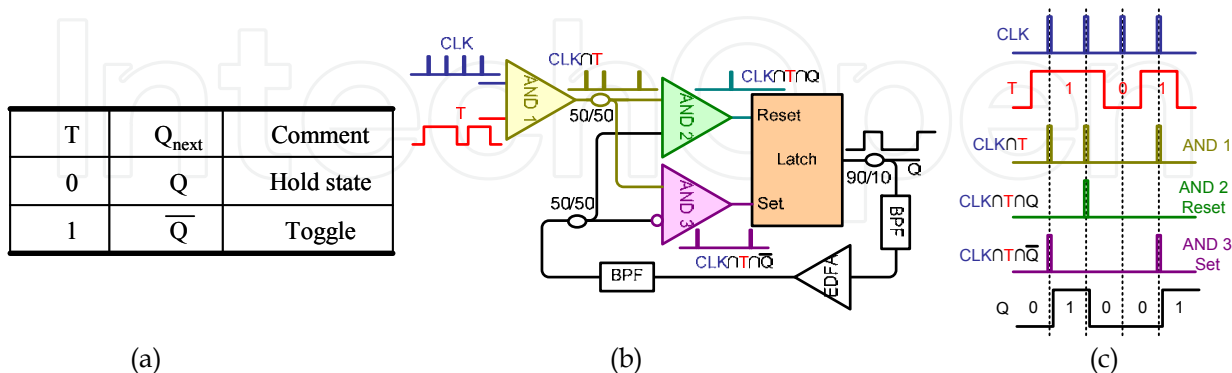 IntechOpen
T Q_next Comment
0 Q Hold state
1 Q̅ Toggle
(a)
CLK
T
AND 1
CLK∩T
50/50
AND 2
CLK∩T∩Q
Reset
Latch
Set
AND 3
CLK∩T∩Q̅
50/50
90/10
Q
BPF
EDFA
BPF
(b)
CLK
T 1 0 1
CLK∩T AND 1
CLK∩T∩Q AND 2
Reset
CLK∩T∩Q̅ AND 3
Set
Q 0 1 0 0 1
(c)